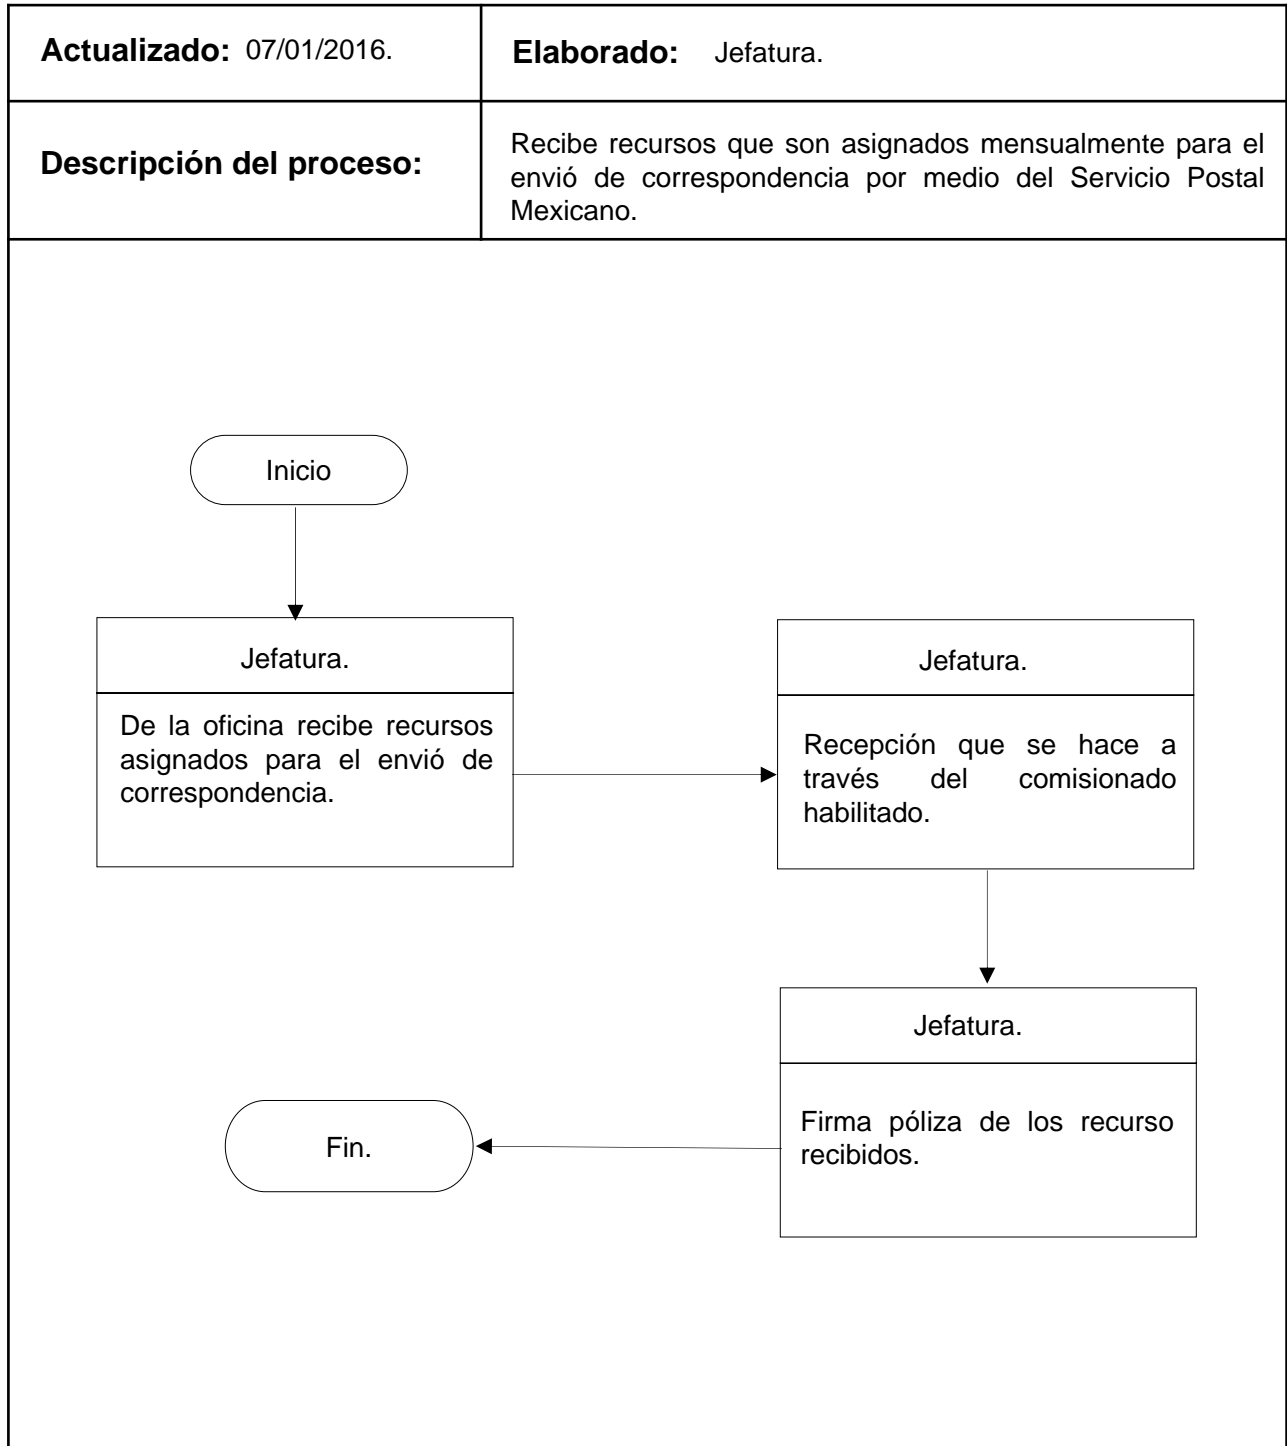 Actualizado: 07/01/2016.
Elaborado: Jefatura.
Descripción del proceso:
Recibe recursos que son asignados mensualmente para el
envió de correspondencia por medio del Servicio Postal
Mexicano.
Inicio
Jefatura.
De la oficina recibe recursos
asignados para el envió de
correspondencia.
Jefatura.
Recepción que se hace a
través del comisionado
habilitado.
Jefatura.
Firma póliza de los recurso
recibidos.
Fin.